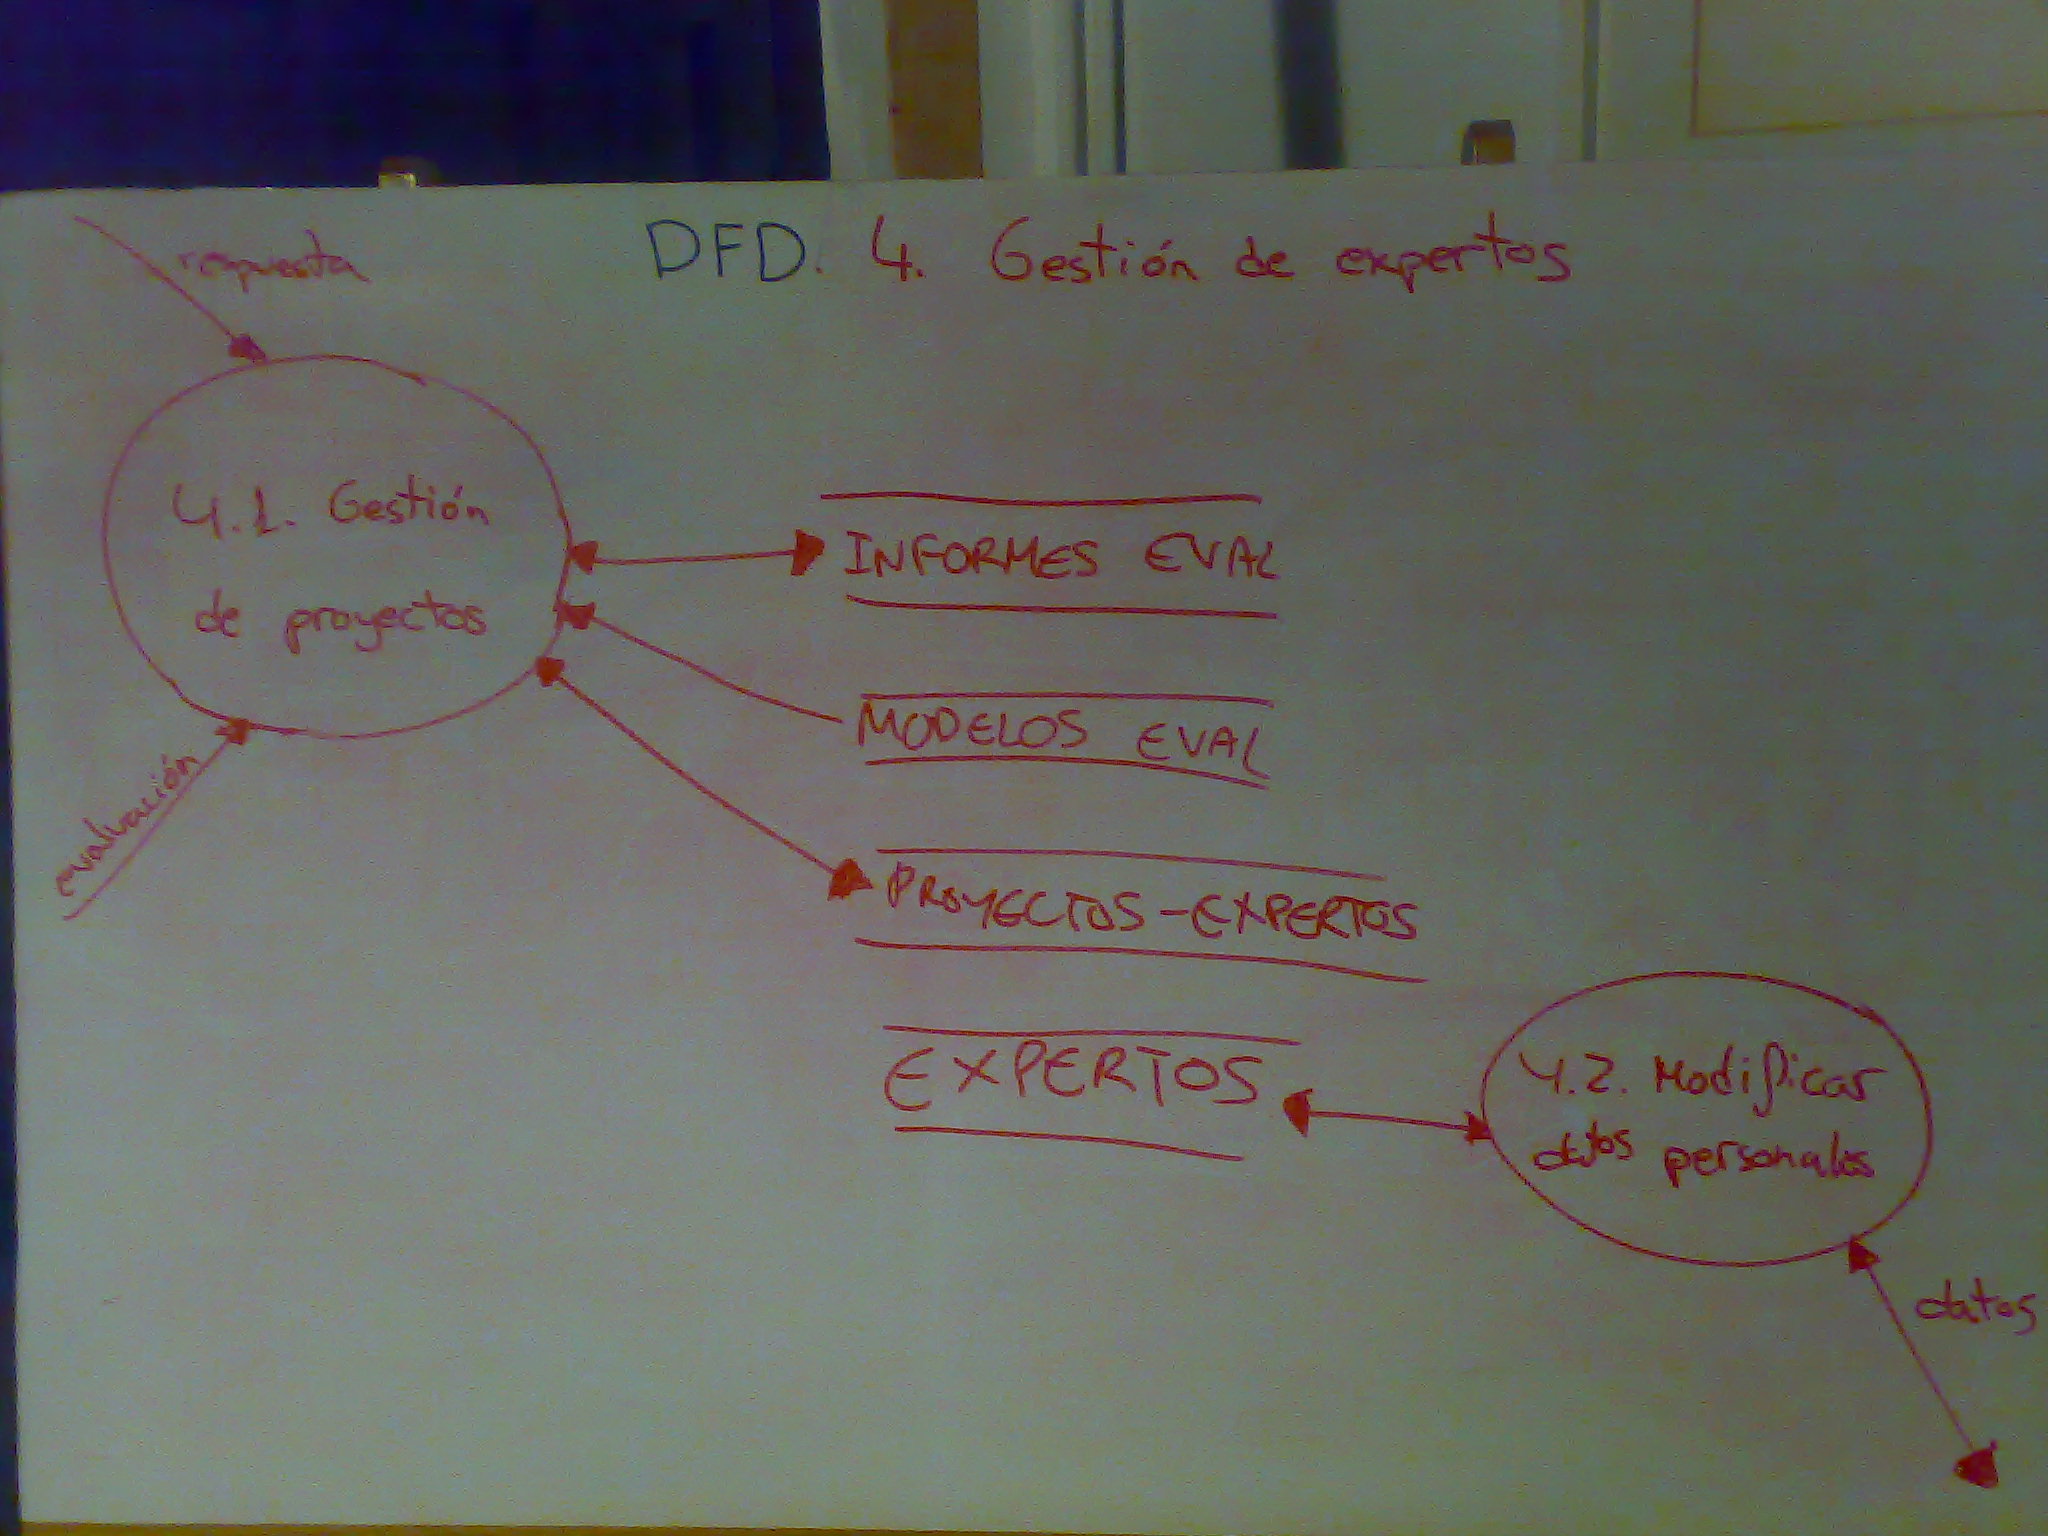 DFD. 4. Gestión de expertos
respuesta
4.1. Gestión
de proyectos
evaluación
INFORMES EVAL
MODELOS EVAL
PROYECTOS-EXPERTOS
EXPERTOS
4.2. Modificar
datos personales
datos